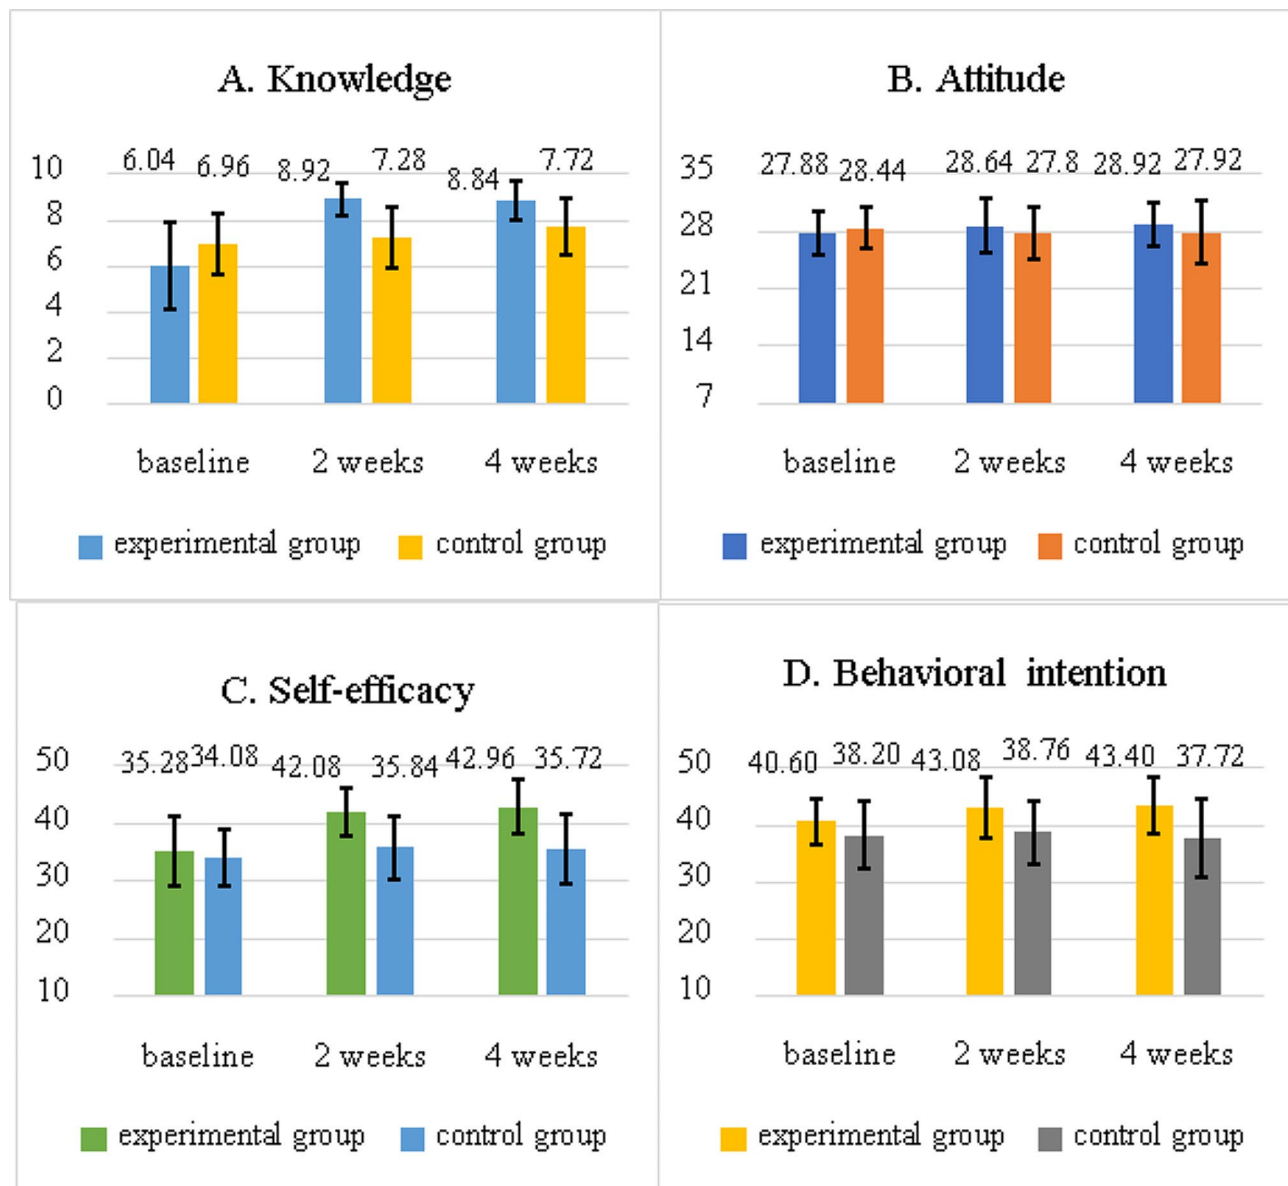 A. Knowledge
6.04 6.96 8.92 7.28 8.84 7.72
10
8
6
4
2
0
baseline 2 weeks 4 weeks
experimental group control group
B. Attitude
27.88 28.44 28.64 27.8 28.92 27.92
35
28
21
14
7
baseline 2 weeks 4 weeks
experimental group control group
C. Self-efficacy
35.28 34.08 42.08 35.84 42.96 35.72
50
40
30
20
10
baseline 2 weeks 4 weeks
experimental group control group
D. Behavioral intention
40.60 38.20 43.08 38.76 43.40 37.72
50
40
30
20
10
baseline 2 weeks 4 weeks
experimental group control group